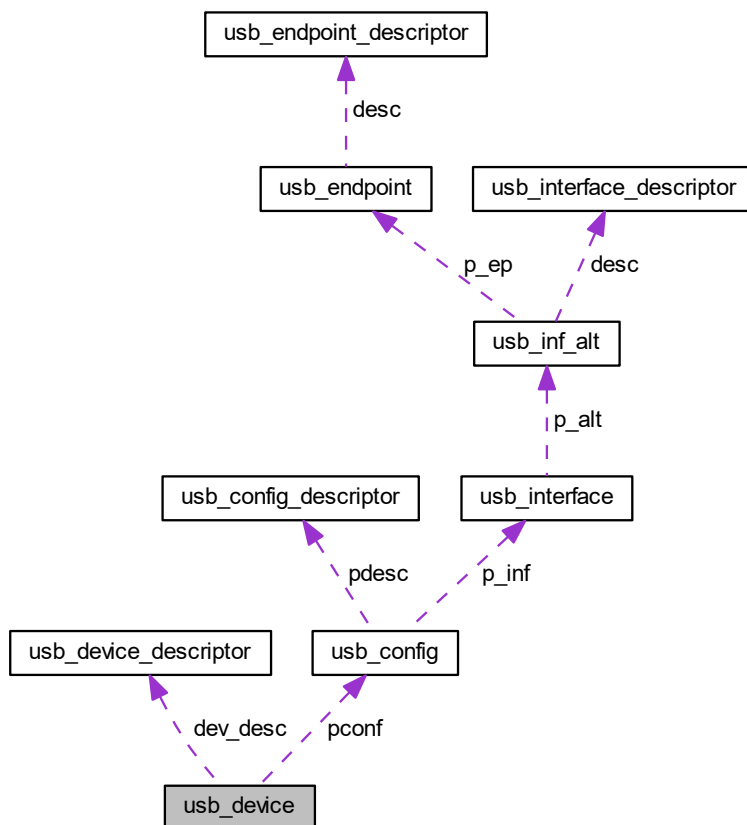 usb_endpoint_descriptor
desc
usb_endpoint
usb_interface_descriptor
p_ep
desc
usb_inf_alt
p_alt
usb_config_descriptor
usb_interface
pdesc
p_inf
usb_device_descriptor
usb_config
dev_desc
pconf
usb_device